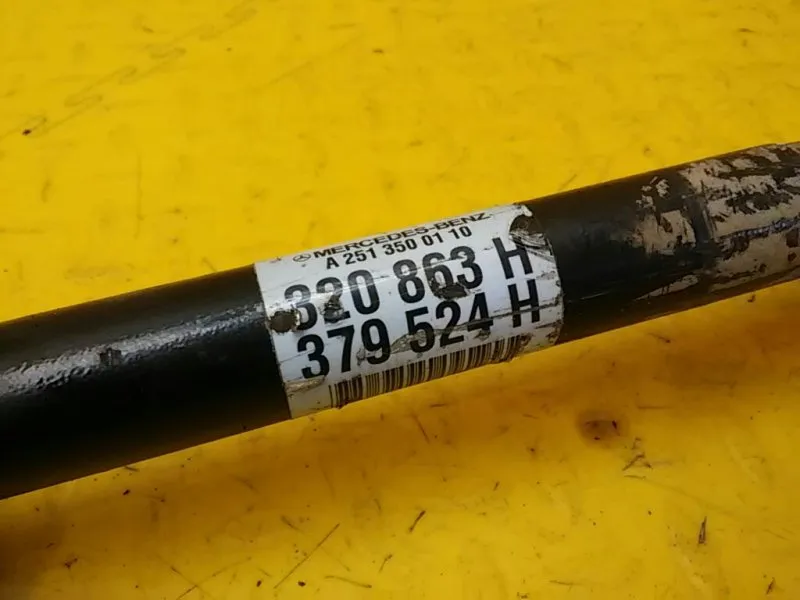 MERCEDES-BENZ
A 251 350 01 10
320 863 H
379 524 H